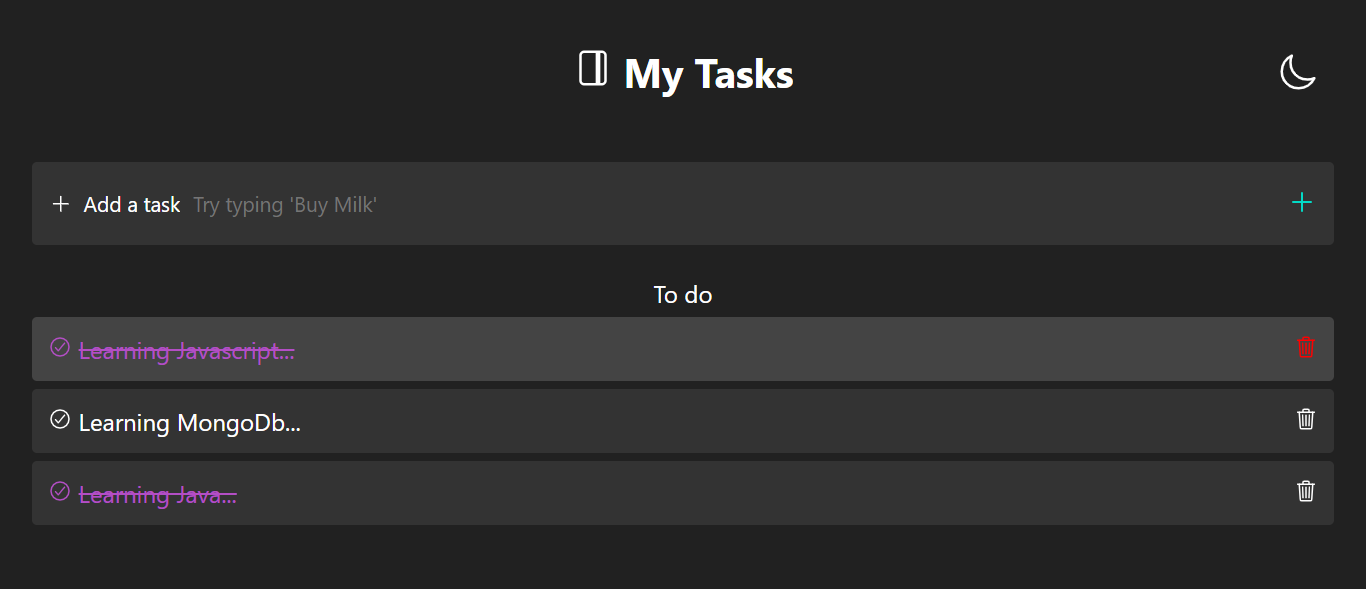 My Tasks
Add a task Try typing 'Buy Milk'
To do
Learning Javascript...
Learning MongoDb...
Learning Java...